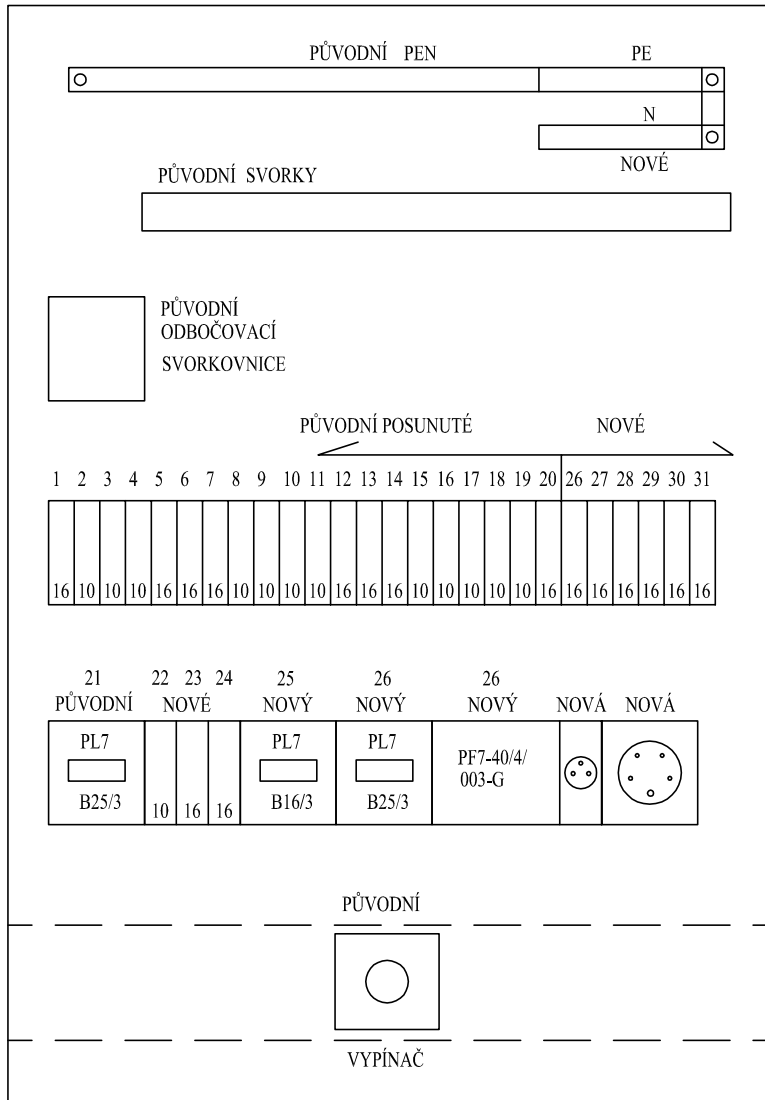 PŮVODNÍ PEN PE
N
NOVÉ
PŮVODNÍ SVORKY
PŮVODNÍ
ODBOČOVACÍ
SVORKOVNICE
PŮVODNÍ POSUNUTÉ NOVÉ
1 2 3 4 5 6 7 8 9 10 11 12 13 14 15 16 17 18 19 20 26 27 28 29 30 31
16 10 10 10 16 16 16 10 10 10 10 16 16 16 10 10 10 10 10 16 16 16 16 16 16 16
21 22 23 24 25 26 26
PŮVODNÍ NOVÉ NOVÝ NOVÝ NOVÝ NOVÁ NOVÁ
PL7 PL7 PL7
PF7-40/4/
003-G
B25/3 10 16 16 B16/3 B25/3
PŮVODNÍ
VYPÍNAČ